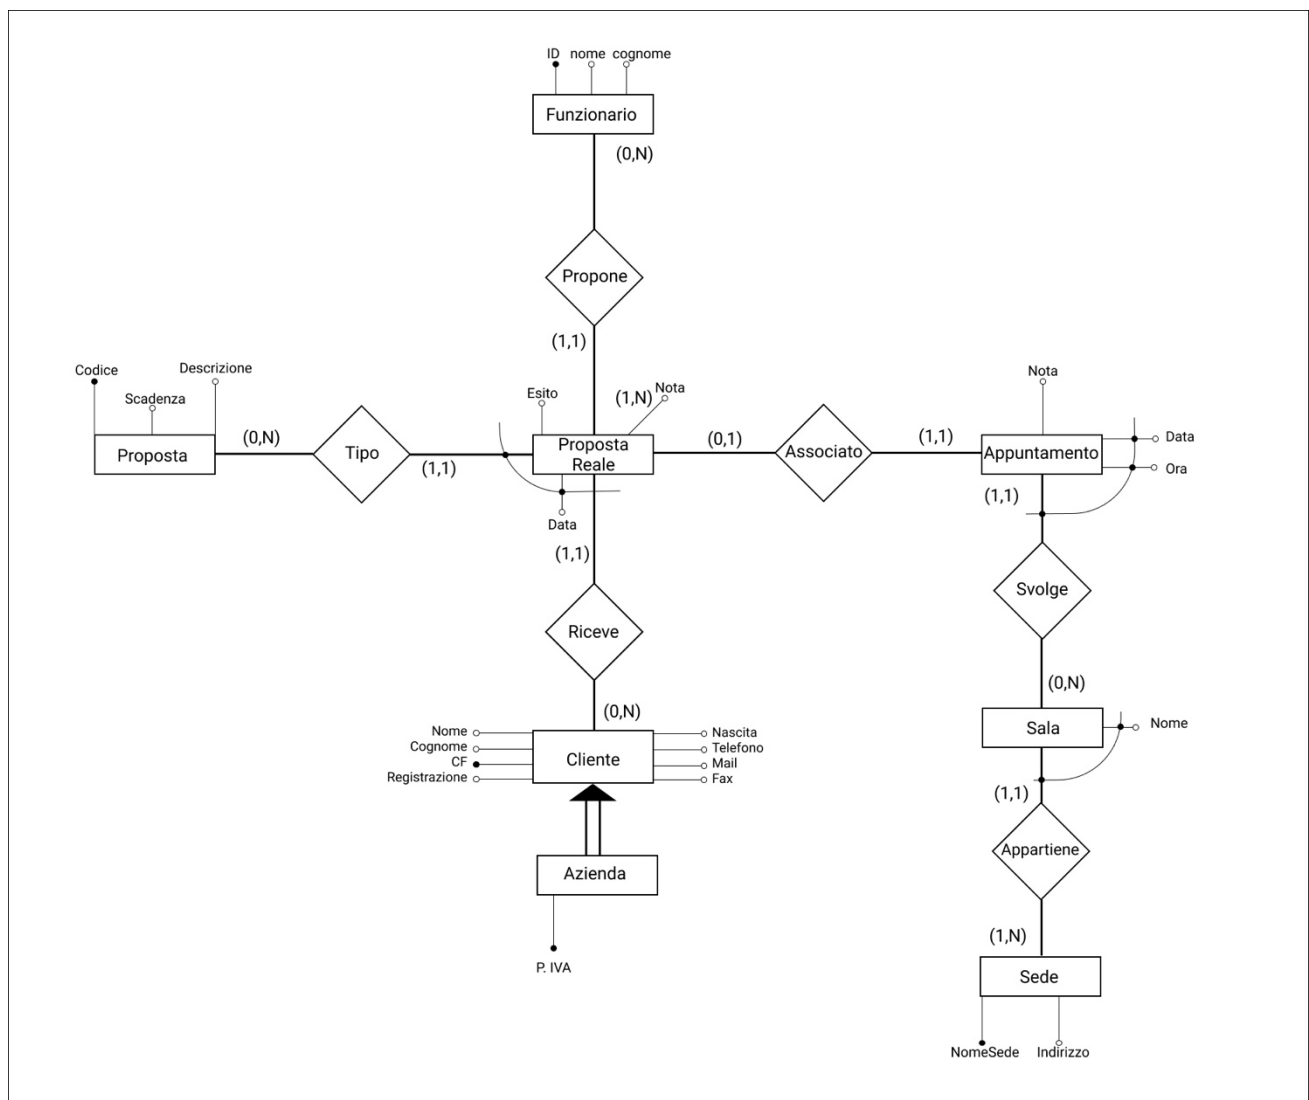 ID nome cognome
Funzionario
(0,N)
Propone
(1,1)
Codice
Scadenza
Descrizione
Proposta
(0,N)
Tipo
(1,1)
Esito
(1,N)
Nota
Proposta
Reale
Data
(0,1)
Associato
(1,1)
Nota
Appuntamento
Data
Ora
(1,1)
(1,1)
Svolge
Riceve
(0,N)
(0,N)
Nome
Cognome
CF
Registrazione
Cliente
Nascita
Telefono
Mail
Fax
Sala
Nome
(1,1)
Appartiene
Azienda
P. IVA
(1,N)
Sede
NomeSede
Indirizzo